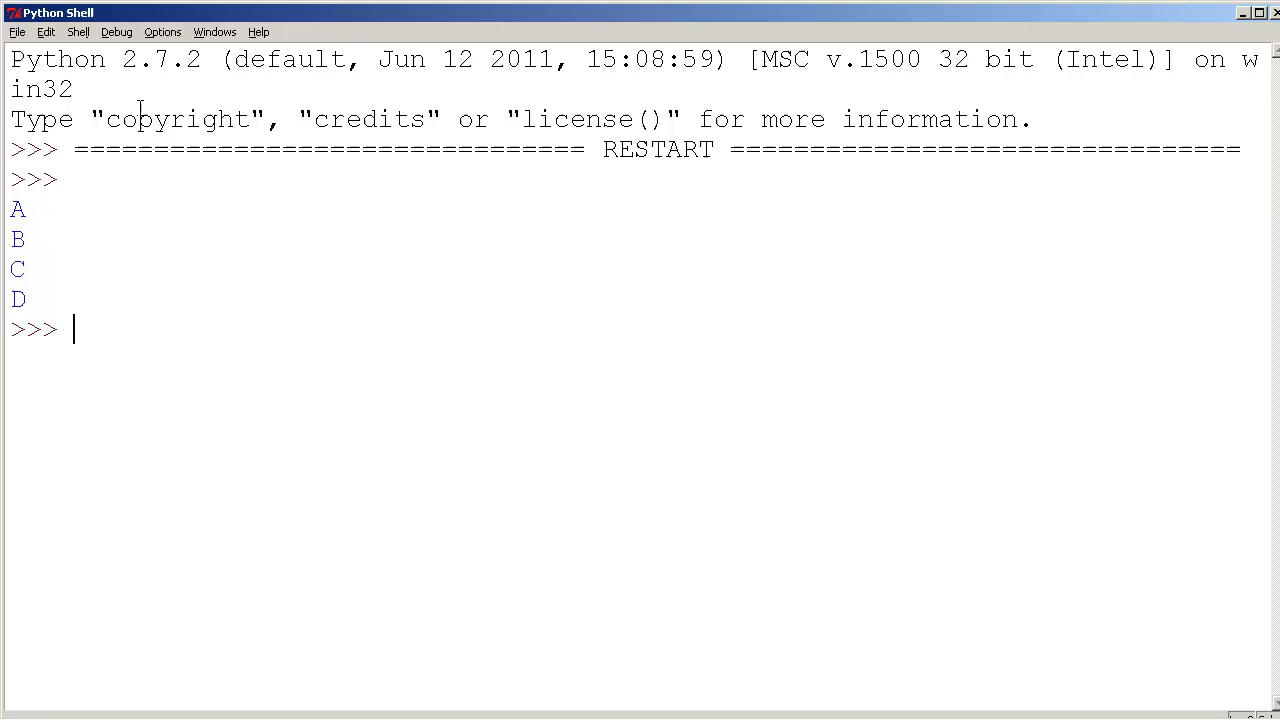 Python Shell
File Edit Shell Debug Options Windows Help
Python 2.7.2 (default, Jun 12 2011, 15:08:59) [MSC v.1500 32 bit (Intel)] on w
in32
Type "copyright", "credits" or "license()" for more information.
>>> ================================ RESTART ================================
>>>
A
B
C
D
>>>